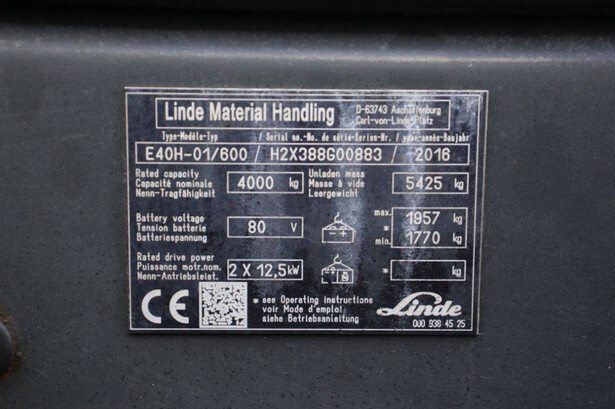 Linde Material Handling D-63743 Aschaffenburg
Carl-von-Linde-Platz
Type-Modèle-Typ / Serial no.-No. de série-Serien-Nr. / year-année-Baujahr
E40H-01/600 / H2X388G00883 / 2016
Rated capacity
Capacité nominale
Nenn-Tragfähigkeit
4000 kg
Unladen mass
Masse à vide
Leergewicht
5425 kg
Battery voltage
Tension batterie
Batteriespannung
80 V
max. 1957 kg
*
min. 1770 kg
Rated drive power
Puissance motr.nom.
Nenn-Antriebsleist.
2 X 12,5 kW
* kg
CE
* see Operating instructions
voir Mode d'emploi
siehe Betriebsanleitung
Linde
000 938 45 25